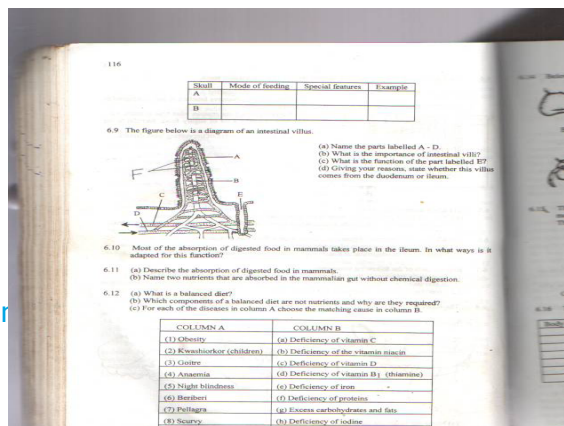 116
Skull Mode of feeding Special features Example
A
B
6.9 The figure below is a diagram of an intestinal villus.
(a) Name the parts labelled A - D.
(b) What is the importance of intestinal villi?
(c) What is the function of the part labelled E?
(d) Giving your reasons, state whether this villus
comes from the duodenum or ileum.
A
F
B
C
E
D
6.10 Most of the absorption of digested food in mammals takes place in the ileum. In what ways is it
adapted for this function?
6.11 (a) Describe the absorption of digested food in mammals.
(b) Name two nutrients that are absorbed in the mammalian gut without chemical digestion.
6.12 (a) What is a balanced diet?
(b) Which components of a balanced diet are not nutrients and why are they required?
(c) For each of the diseases in column A choose the matching cause in column B.
COLUMN A COLUMN B
(1) Obesity (a) Deficiency of vitamin C
(2) Kwashiorkor (children) (b) Deficiency of the vitamin niacin
(3) Goitre (c) Deficiency of vitamin D
(4) Anaemia (d) Deficiency of vitamin B1 (thiamine)
(5) Night blindness (e) Deficiency of iron
(6) Beriberi (f) Deficiency of proteins
(7) Pellagra (g) Excess carbohydrates and fats
(8) Scurvy (h) Deficiency of iodine